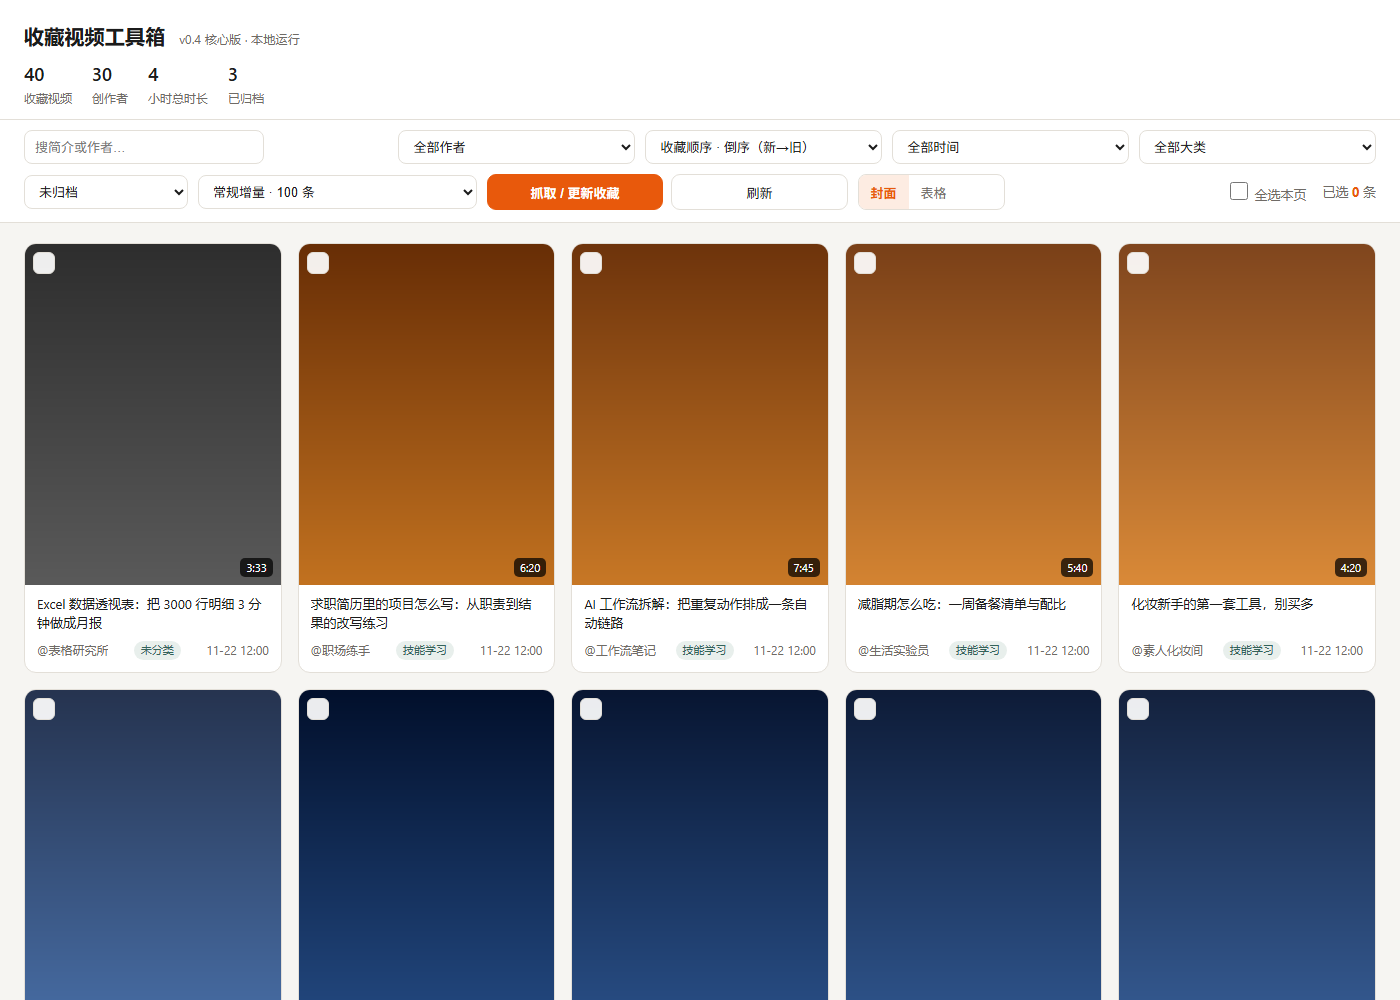 收藏视频工具箱 v0.4 核心版 · 本地运行
40 30 4 3
收藏视频 创作者 小时总时长 已归档
搜简介或作者… 全部作者 收藏顺序 · 倒序（新→旧） 全部时间 全部大类
未归档 常规增量 · 100 条 抓取 / 更新收藏 刷新 封面 表格 全选本页 已选 0 条
3:33 6:20 7:45 5:40 4:20
Excel 数据透视表：把 3000 行明细 3 分
钟做成月报
@表格研究所 未分类 11-22 12:00
求职简历里的项目怎么写：从职责到结
果的改写练习
@职场练手 技能学习 11-22 12:00
AI 工作流拆解：把重复动作排成一条自
动链路
@工作流笔记 技能学习 11-22 12:00
减脂期怎么吃：一周备餐清单与配比
@生活实验员 技能学习 11-22 12:00
化妆新手的第一套工具，别买多
@素人化妆间 技能学习 11-22 12:00